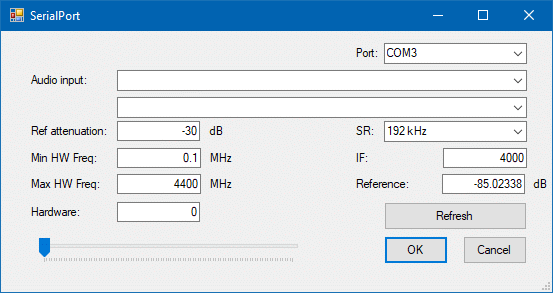 SerialPort
Port: COM3
Audio input:
Ref attenuation: -30 dB SR: 192 kHz
Min HW Freq: 0.1 MHz IF: 4000
Max HW Freq: 4400 MHz Reference: -85.02338 dB
Hardware: 0 Refresh
OK Cancel